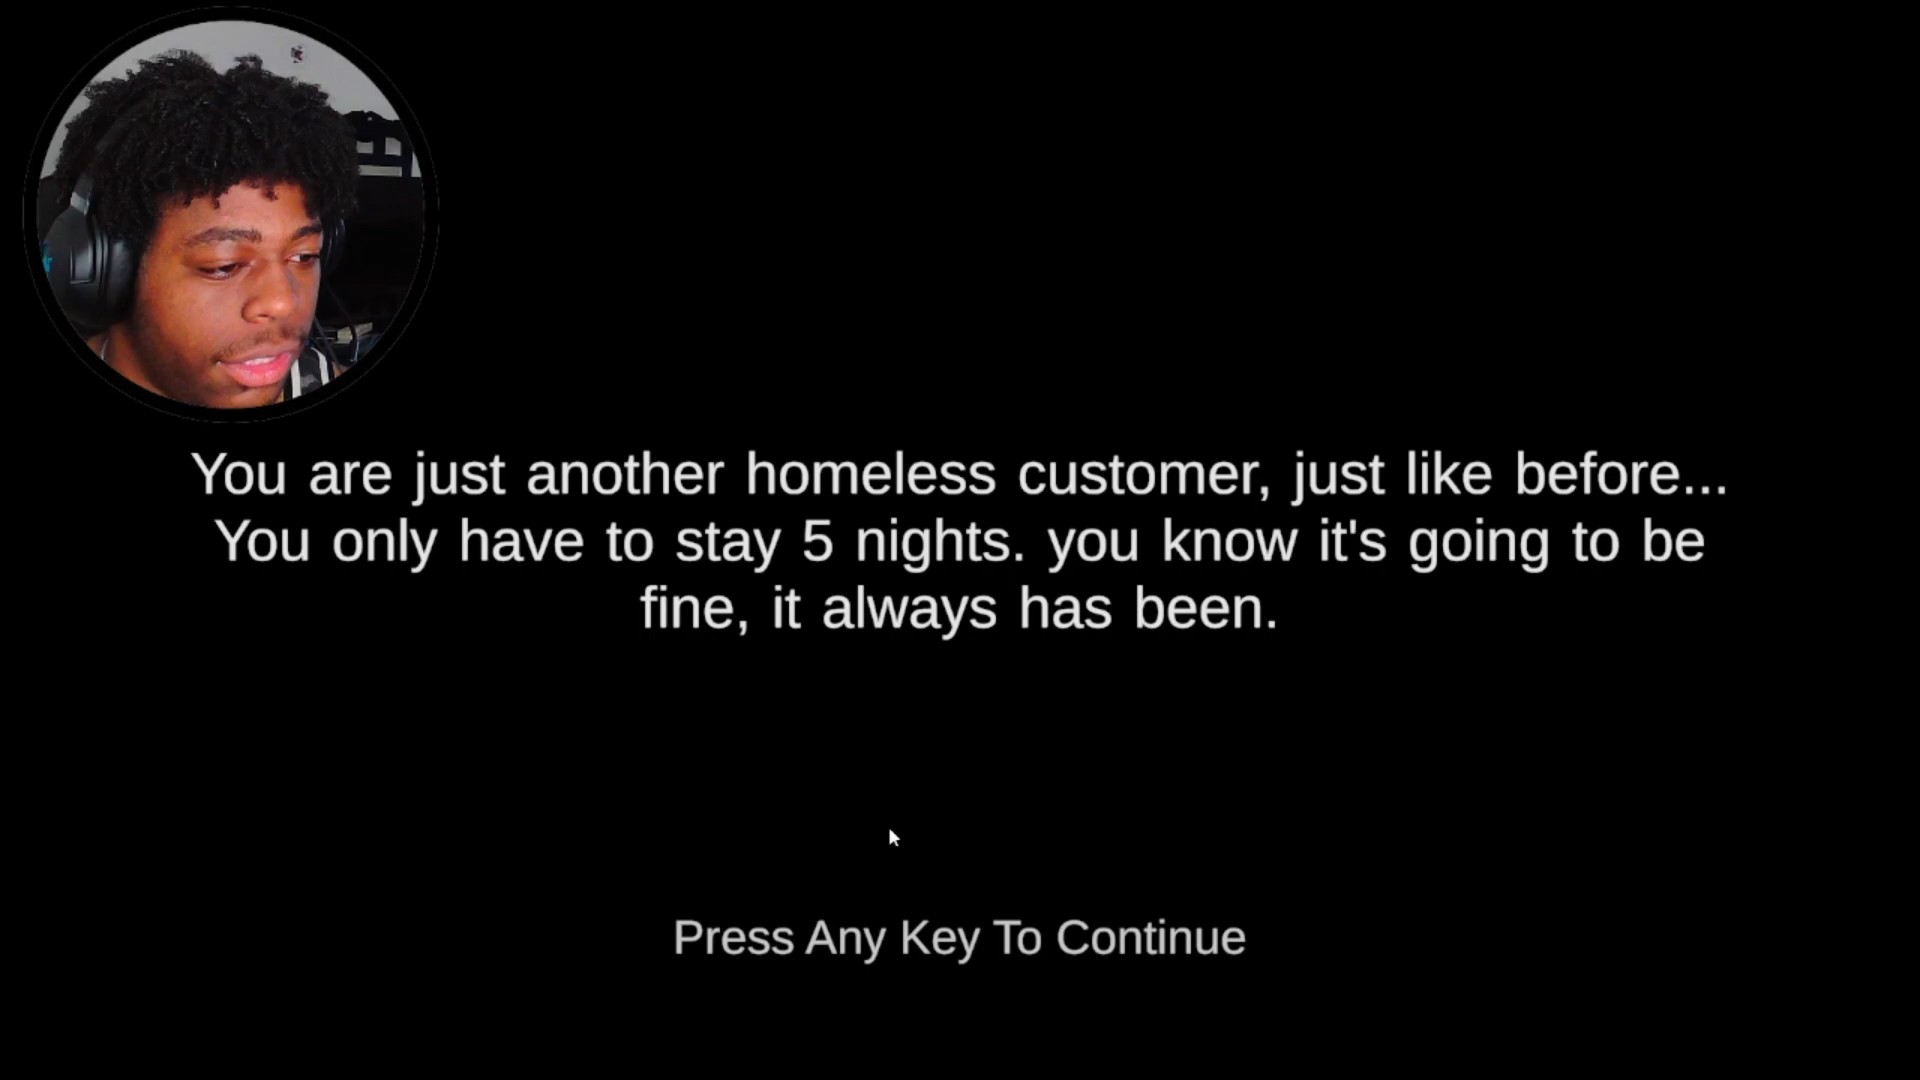 You are just another homeless customer, just like before...
You only have to stay 5 nights. you know it's going to be
fine, it always has been.
Press Any Key To Continue